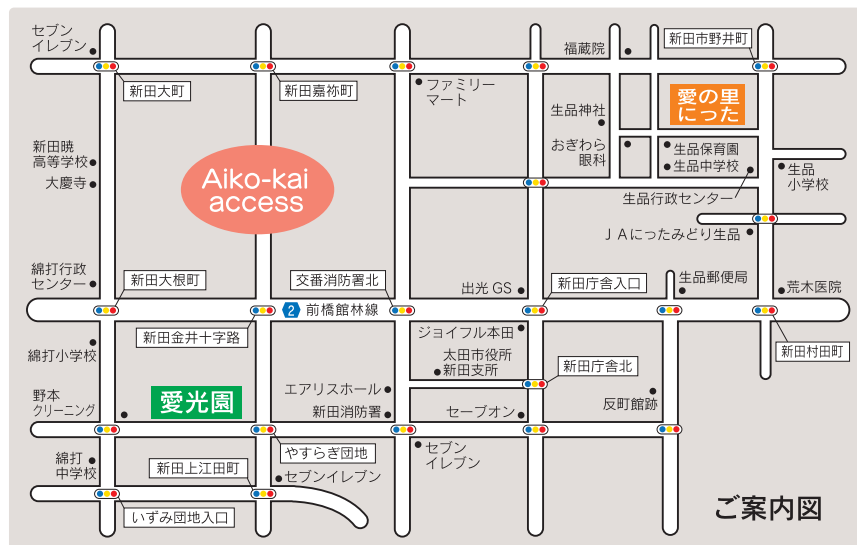 セブン
イレブン
福蔵院
新田市野井町
新田大町
新田嘉祢町
ファミリー
マート
愛の里
にった
生品神社
おぎわら
眼科
生品保育園
生品中学校
新田暁
高等学校
大慶寺
Aiko-kai
access
生品
小学校
生品行政センター
JAにったみどり生品
綿打行政
センター
新田大根町
交番消防署北
出光GS
新田庁舎入口
生品郵便局
荒木医院
2
前橋館林線
新田金井十字路
ジョイフル本田
綿打小学校
太田市役所
新田支所
新田庁舎北
新田村田町
野本
クリーニング
愛光園
エアリスホール
新田消防署
セーブオン
反町館跡
やすらぎ団地
セブン
イレブン
綿打
中学校
新田上江田町
セブンイレブン
いずみ団地入口
ご案内図